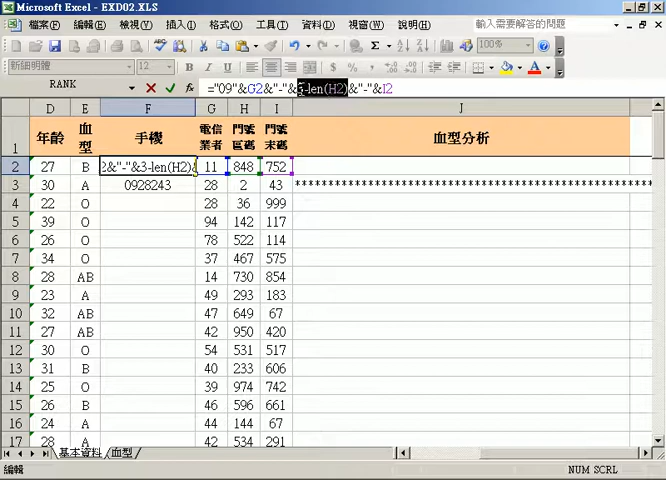 Microsoft Excel - EXD02.XLS
檔案(F) 編輯(E) 檢視(V) 插入(I) 格式(O) 工具(T) 資料(D) 視窗(W) 說明(H) 輸入需要解答的問題
100%
新細明體 12 B I U $ %
RANK ="09"&G2&"-"&3-len(H2)&"-"&I2
D E F G H I J
1 年齡 血型 手機 電信業者 門號區碼 門號末碼 血型分析
2 27 B 2&"-"&3-len(H2)& 11 848 752
3 30 A 0928243 28 2 43 ************************************************
4 22 O 28 36 999
5 39 O 94 142 117
6 26 O 78 522 114
7 34 O 37 467 575
8 28 AB 14 730 854
9 23 A 49 293 183
10 32 AB 47 649 67
11 27 AB 42 950 420
12 30 O 54 531 517
13 31 B 40 233 606
14 25 O 39 974 742
15 26 B 46 596 661
16 24 A 44 144 67
17 28 A 42 534 291
基本資料 血型
編輯 NUM SCRL